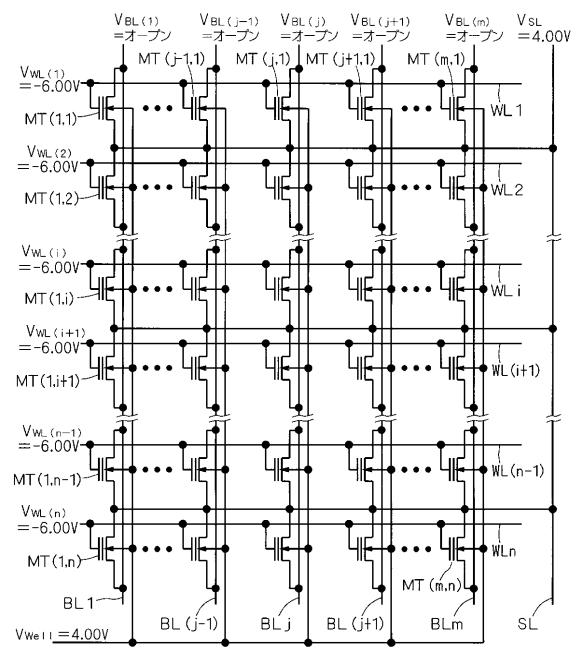 VBL(1) VBL(j-1) VBL(j) VBL(j+1) VBL(m) VSL
=オープン =オープン =オープン =オープン =オープン =4.00V
MT(j-1,1) MT(j,1) MT(j+1,1) MT(m,1)
VWL(1)
=-6.00V
WL1
MT(1,1)
VWL(2)
=-6.00V
WL2
MT(1,2)
VWL(i)
=-6.00V
WLi
MT(1,i)
VWL(i+1)
=-6.00V
WL(i+1)
MT(1,i+1)
VWL(n-1)
=-6.00V
WL(n-1)
MT(1,n-1)
VWL(n)
=-6.00V
WLn
MT(1,n)
MT(m,n)
BL1 BL(j-1) BLj BL(j+1) BLm SL
VWell=4.00V